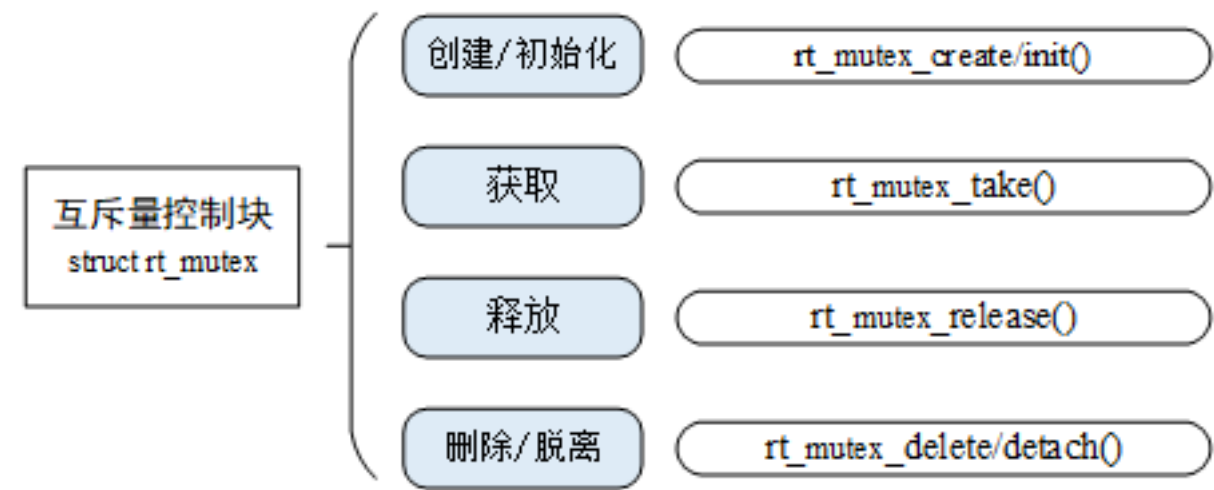 互斥量控制块
struct rt_mutex
创建/初始化
rt_mutex_create/init()
获取
rt_mutex_take()
释放
rt_mutex_release()
删除/脱离
rt_mutex_delete/detach()